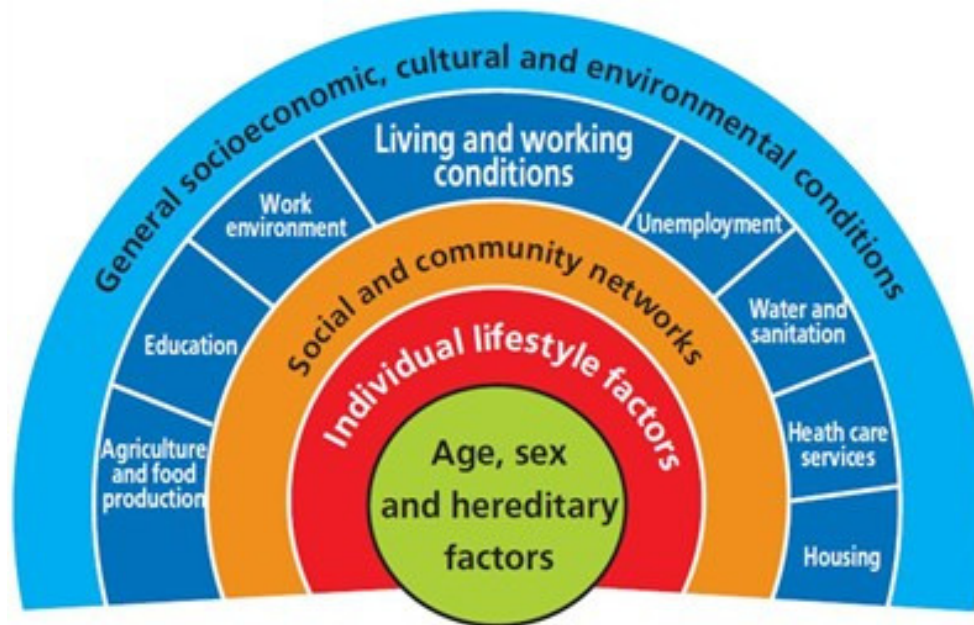 General socioeconomic, cultural and environmental conditions
Living and working
conditions
Work
environment
Unemployment
Education
Water and
sanitation
Agriculture
and food
production
Heath care
services
Housing
Social and community networks
Individual lifestyle factors
Age, sex
and hereditary
factors